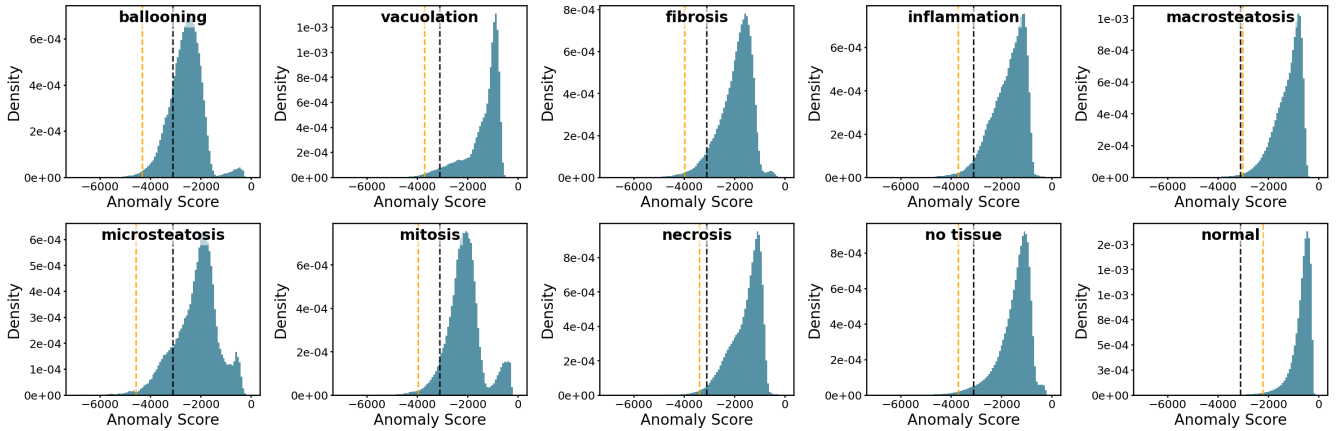 ballooning
Density
6e-04
4e-04
2e-04
0e+00
−6000 −4000 −2000 0
Anomaly Score
vacuolation
Density
1e-03
1e-03
8e-04
6e-04
4e-04
2e-04
0e+00
−6000 −4000 −2000 0
Anomaly Score
fibrosis
Density
8e-04
6e-04
4e-04
2e-04
0e+00
−6000 −4000 −2000 0
Anomaly Score
inflammation
Density
6e-04
4e-04
2e-04
0e+00
−6000 −4000 −2000 0
Anomaly Score
macrosteatosis
Density
1e-03
8e-04
6e-04
4e-04
2e-04
0e+00
−6000 −4000 −2000 0
Anomaly Score
microsteatosis
Density
6e-04
5e-04
4e-04
3e-04
2e-04
1e-04
0e+00
−6000 −4000 −2000 0
Anomaly Score
mitosis
Density
6e-04
4e-04
2e-04
0e+00
−6000 −4000 −2000 0
Anomaly Score
necrosis
Density
8e-04
6e-04
4e-04
2e-04
0e+00
−6000 −4000 −2000 0
Anomaly Score
no tissue
Density
8e-04
6e-04
4e-04
2e-04
0e+00
−6000 −4000 −2000 0
Anomaly Score
normal
Density
2e-03
1e-03
1e-03
8e-04
5e-04
3e-04
0e+00
−6000 −4000 −2000 0
Anomaly Score